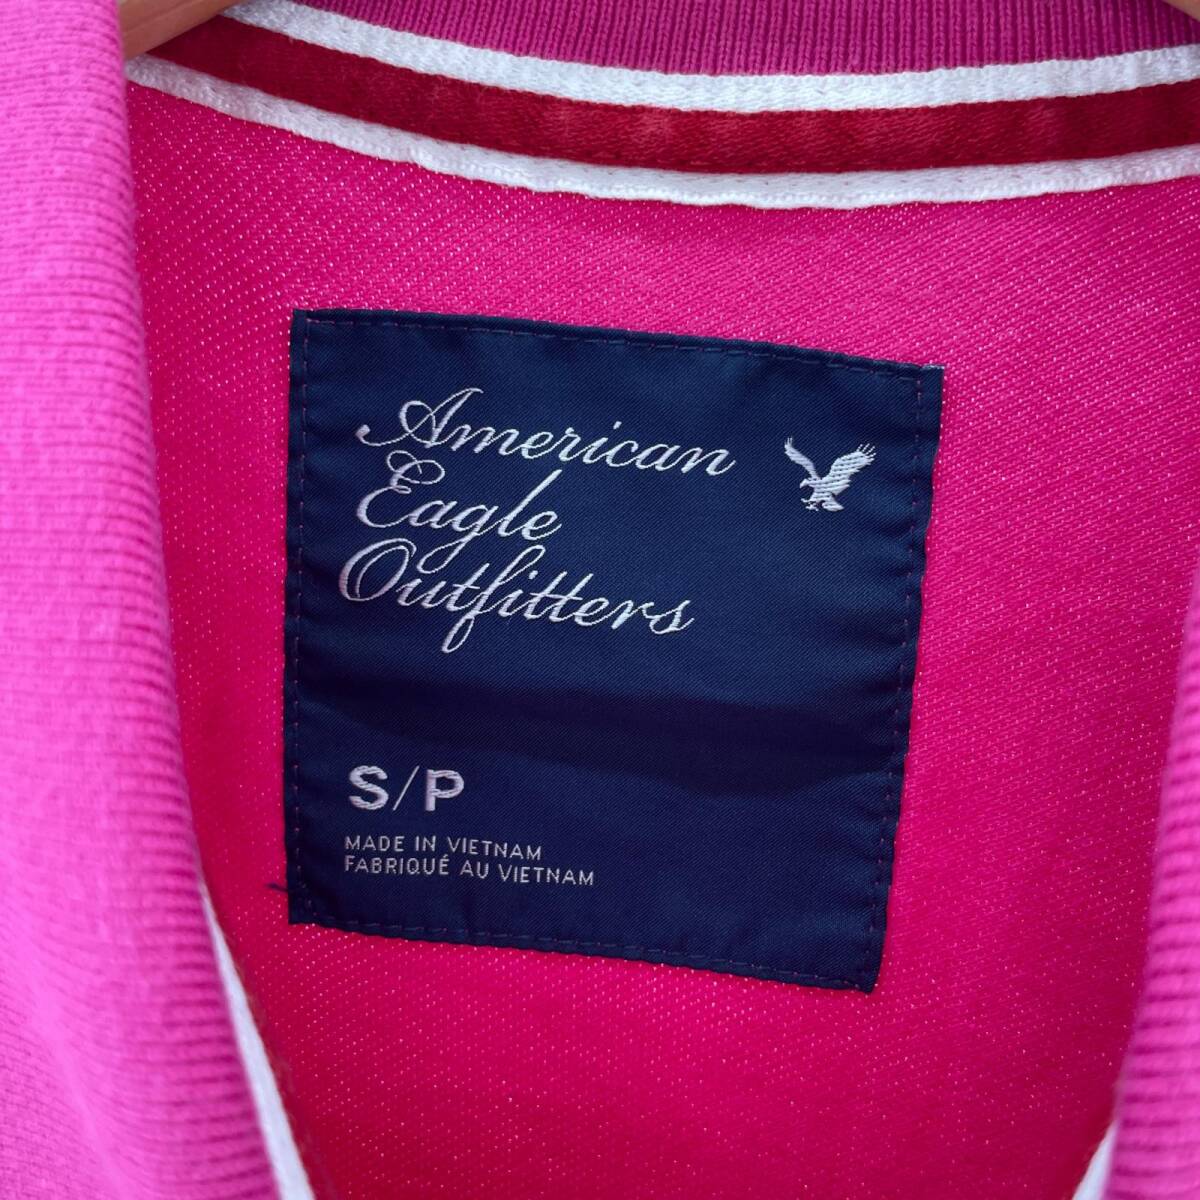 American
Eagle
Outfitters
S/P
MADE IN VIETNAM
FABRIQUÉ AU VIETNAM